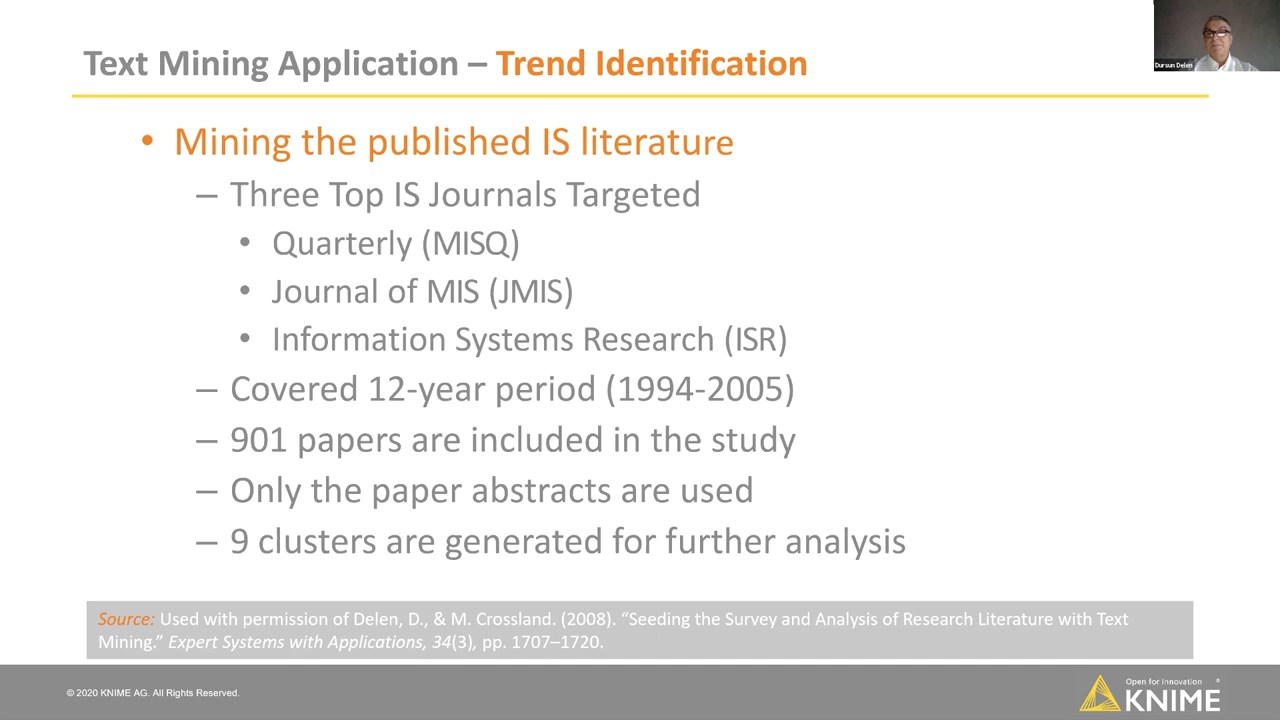 Text Mining Application – Trend Identification
Dursun Delen
• Mining the published IS literature
– Three Top IS Journals Targeted
• Quarterly (MISQ)
• Journal of MIS (JMIS)
• Information Systems Research (ISR)
– Covered 12-year period (1994-2005)
– 901 papers are included in the study
– Only the paper abstracts are used
– 9 clusters are generated for further analysis
Source: Used with permission of Delen, D., & M. Crossland. (2008). “Seeding the Survey and Analysis of Research Literature with Text
Mining.” Expert Systems with Applications, 34(3), pp. 1707–1720.
© 2020 KNIME AG. All Rights Reserved.
Open for Innovation ®
KNIME